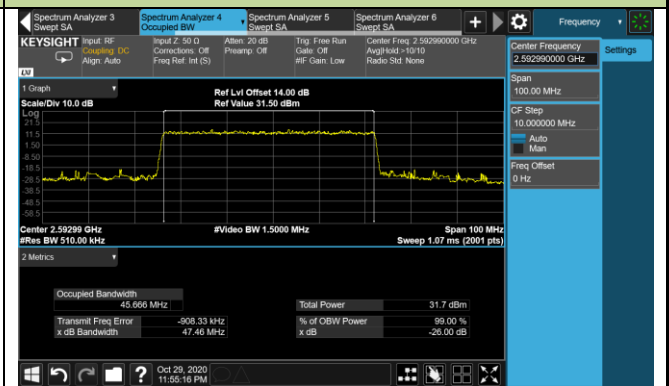 Spectrum Analyzer 3
Swept SA
Spectrum Analyzer 4
Occupied BW
Spectrum Analyzer 5
Swept SA
Spectrum Analyzer 6
Swept SA
+
Frequency
KEYSIGHT
Input: RF
Coupling: DC
Align: Auto
Input Z: 50 Ω
Corrections: Off
Freq Ref: Int (S)
Atten: 20 dB
Preamp: Off
Trig: Free Run
Gate: Off
#IF Gain: Low
Center Freq: 2.592990000 GHz
Avg|Hold:>10/10
Radio Std: None
LXI
Center Frequency
2.592990000 GHz
Settings
Span
100.00 MHz
CF Step
10.000000 MHz
Auto
Man
Freq Offset
0 Hz
1 Graph
Scale/Div 10.0 dB
Ref Lvl Offset 14.00 dB
Ref Value 31.50 dBm
Log
21.5
11.5
1.50
-8.50
-18.5
-28.5
-38.5
-48.5
-58.5
Center 2.59299 GHz
#Res BW 510.00 kHz
#Video BW 1.5000 MHz
Span 100 MHz
Sweep 1.07 ms (2001 pts)
2 Metrics
Occupied Bandwidth
45.666 MHz
Total Power 31.7 dBm
Transmit Freq Error -908.33 kHz
% of OBW Power 99.00 %
x dB Bandwidth 47.46 MHz
x dB -26.00 dB
?
Oct 29, 2020
11:55:16 PM